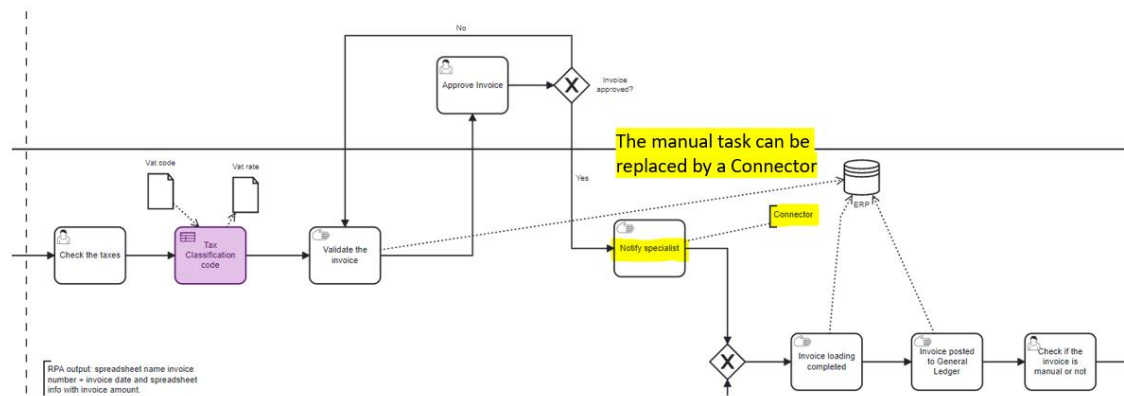 No
Approve Invoice
Invoice
approved?
The manual task can be
replaced by a Connector
Vat code
Vat rate
Yes
ERP
Connector
Check the taxes
Tax
Classification
code
Validate the
invoice
Notify specialist
Invoice loading
completed
Invoice posted
to General
Ledger
Check if the
invoice is
manual or not
RPA output: spreadsheet name invoice
number + invoice date and spreadsheet
info with invoice amount.